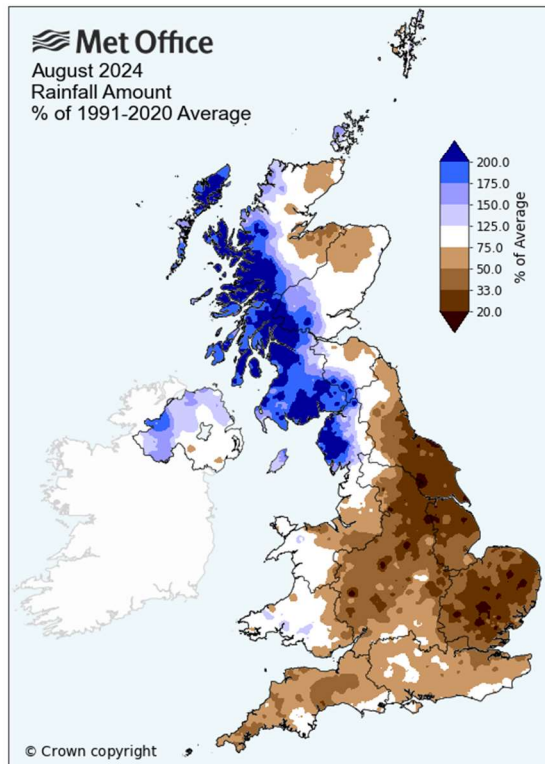 Met Office
August 2024
Rainfall Amount
% of 1991-2020 Average
200.0
175.0
150.0
125.0
75.0
50.0
33.0
20.0
% of Average
© Crown copyright